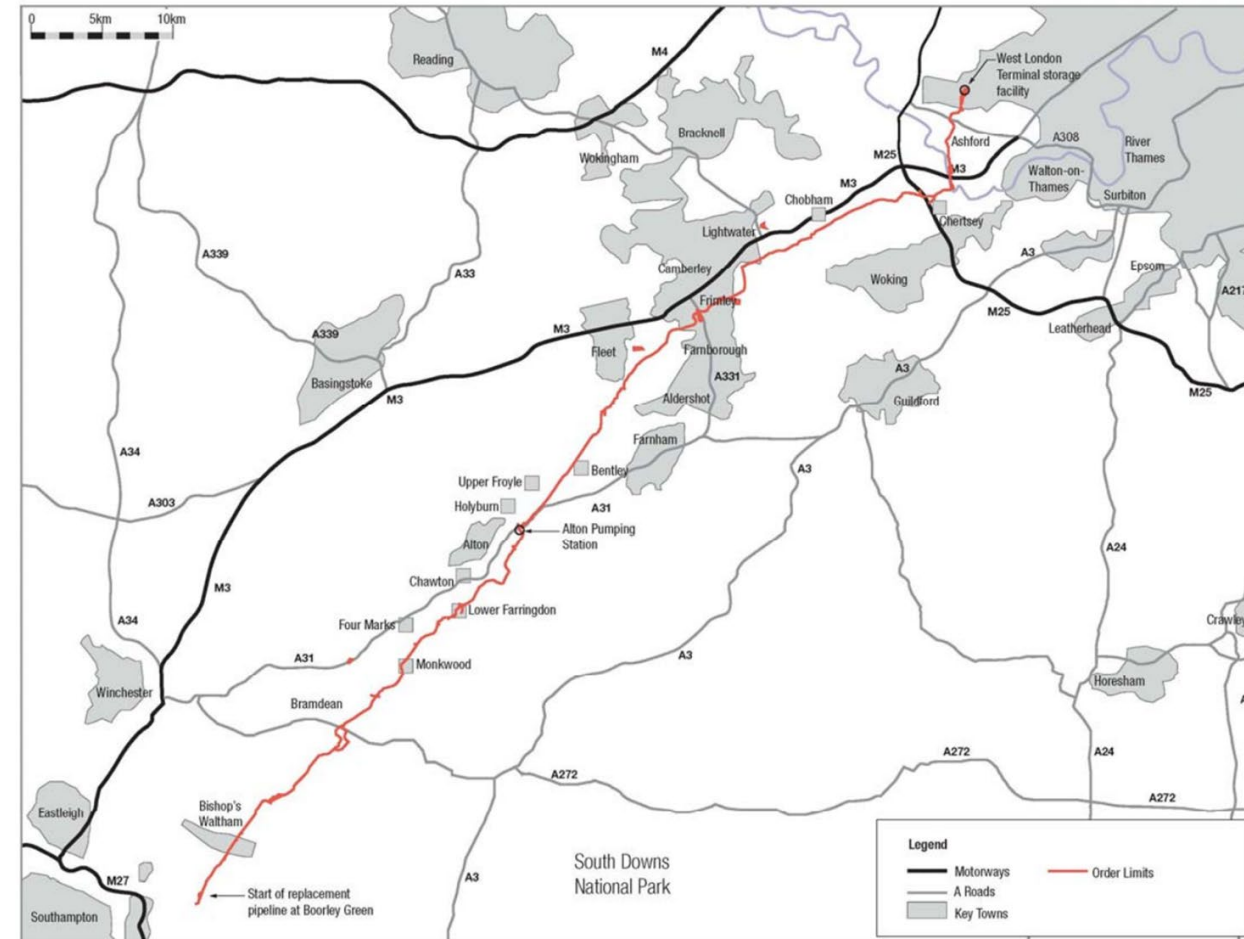 0 5km 10km
Reading
M4
West London
Terminal storage
facility
Bracknell
Wokingham
Ashford
A308
River
Thames
M25
M3
Walton-on-
Thames
Surbiton
M3
Chobham
Chertsey
Lightwater
A339
A33
Camberley
A3
Epsom
Woking
A217
Frimley
M25
Leatherhead
A339
M3
Fleet
Farnborough
A3
A331
Basingstoke
M3
Aldershot
Guildford
M25
A34
Farnham
Bentley
A3
Upper Froyle
A303
Holyburn
A31
Alton Pumping
Station
Alton
A24
Chawton
M3
Lower Farringdon
A34
Four Marks
Crawley
A31
A3
Monkwood
Winchester
Horesham
Bramdean
A272
A24
A272
A272
Bishop's
Waltham
Eastleigh
South Downs
National Park
M27
A3
Start of replacement
pipeline at Boorley Green
Southampton
Legend
Motorways
Order Limits
A Roads
Key Towns